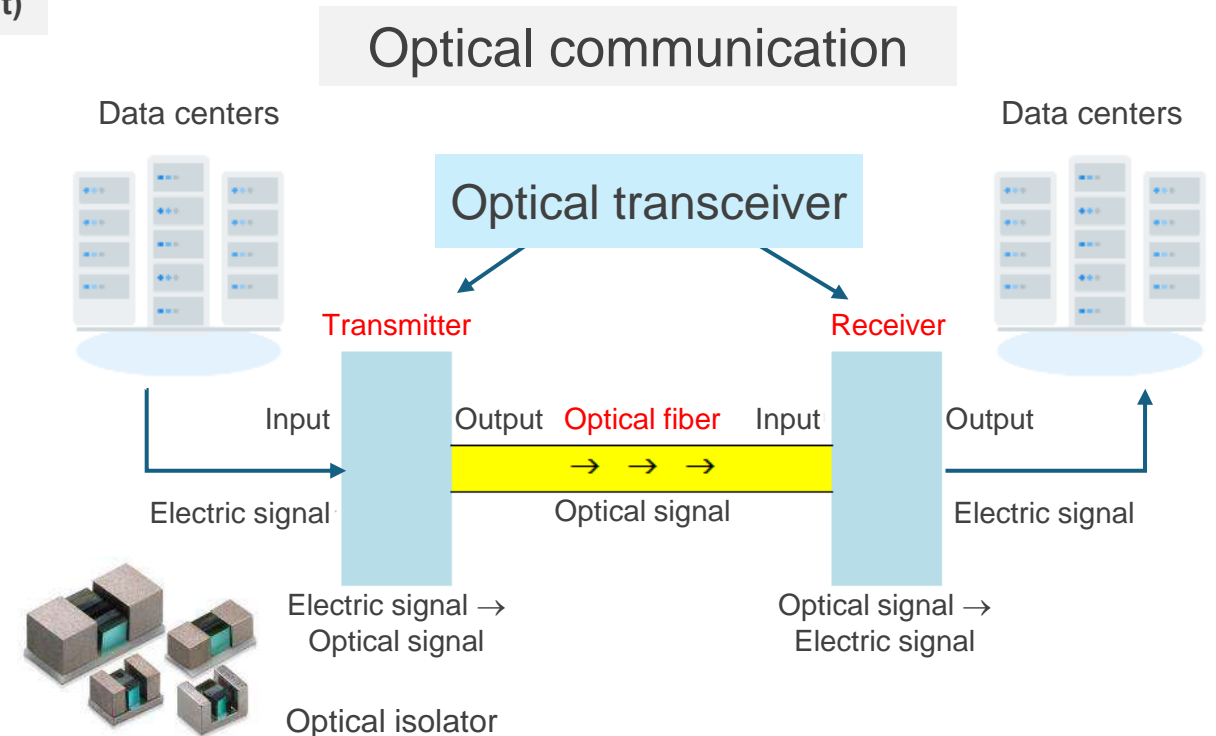 t)
Optical communication
Data centers
Data centers
Optical transceiver
Transmitter
Receiver
Input
Output
Optical fiber
Input
Output
→ → →
Electric signal
Optical signal
Electric signal
Electric signal →
Optical signal
Optical signal →
Electric signal
Optical isolator